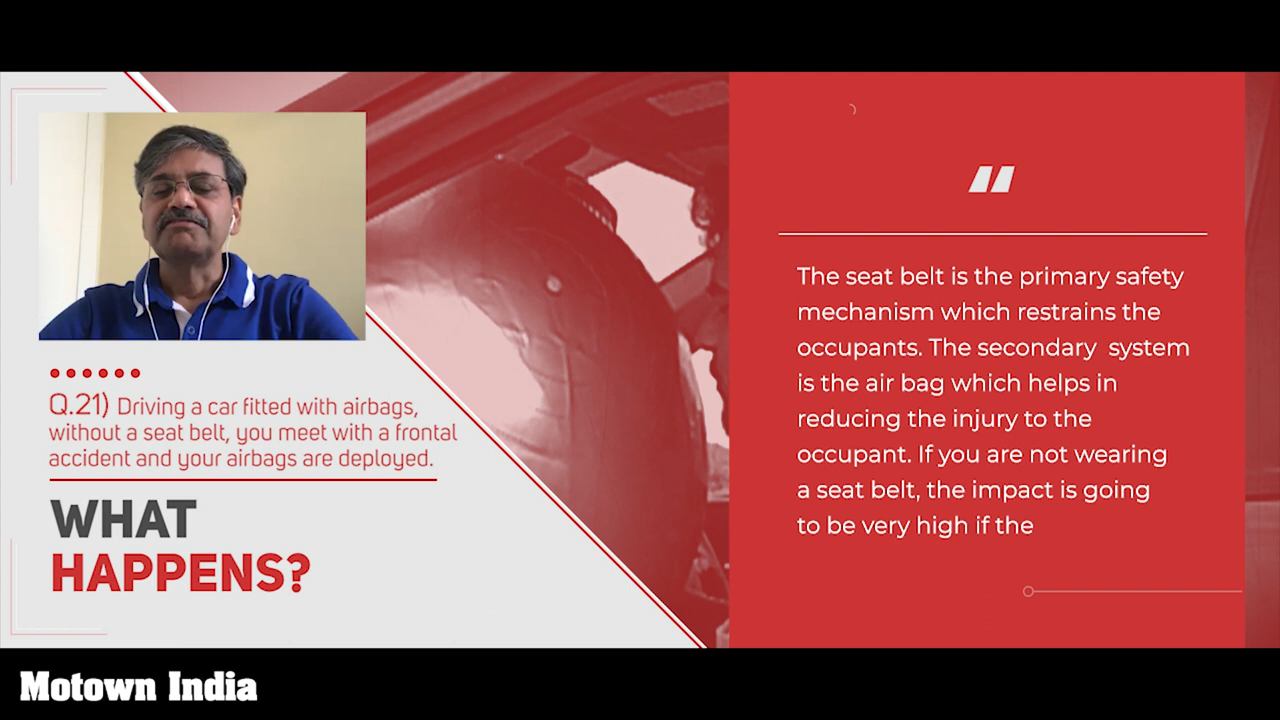 Q.21) Driving a car fitted with airbags,
without a seat belt, you meet with a frontal
accident and your airbags are deployed.
WHAT
HAPPENS?
The seat belt is the primary safety
mechanism which restrains the
occupants. The secondary system
is the air bag which helps in
reducing the injury to the
occupant. If you are not wearing
a seat belt, the impact is going
to be very high if the
Motown India